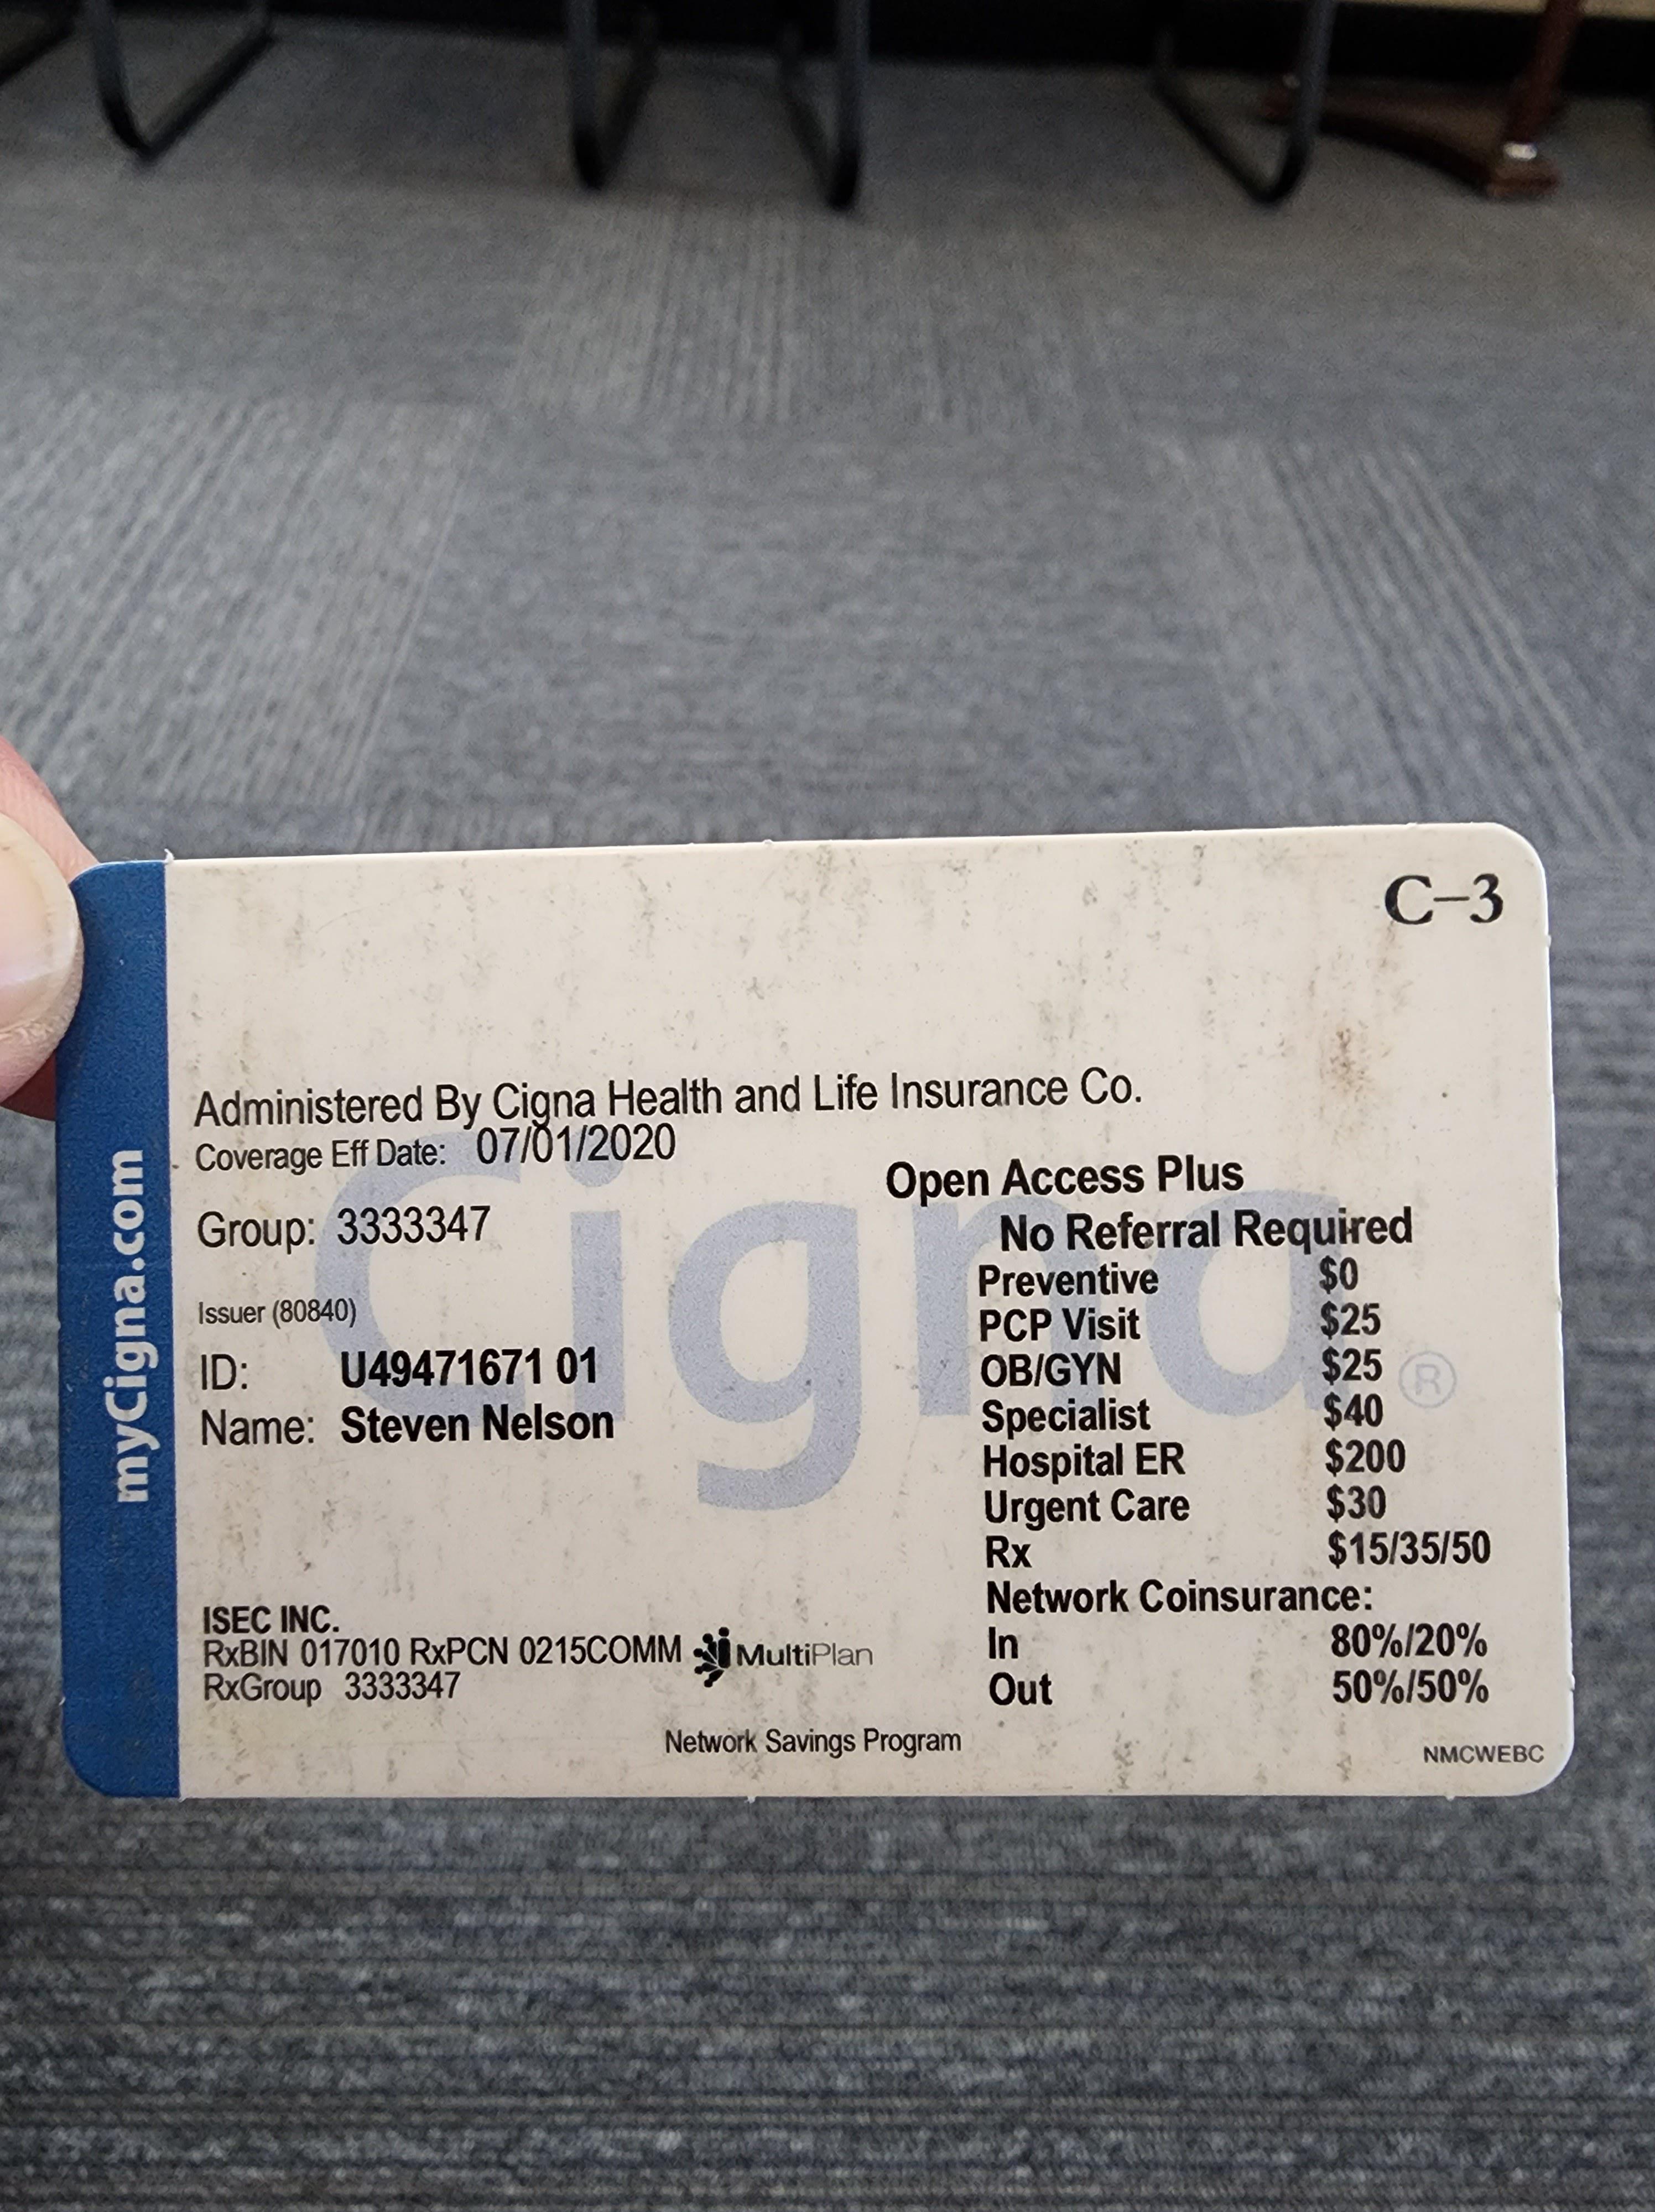 C-3
myCigna.com
Cigna®
Administered By Cigna Health and Life Insurance Co.
Coverage Eff Date: 07/01/2020
Group: 3333347
Issuer (80840)
ID: U49471671 01
Name: Steven Nelson
ISEC INC.
RxBIN 017010 RxPCN 0215COMM MultiPlan
RxGroup 3333347
Open Access Plus
No Referral Required
Preventive $0
PCP Visit $25
OB/GYN $25
Specialist $40
Hospital ER $200
Urgent Care $30
Rx $15/35/50
Network Coinsurance:
In 80%/20%
Out 50%/50%
Network Savings Program
NMCWEBC